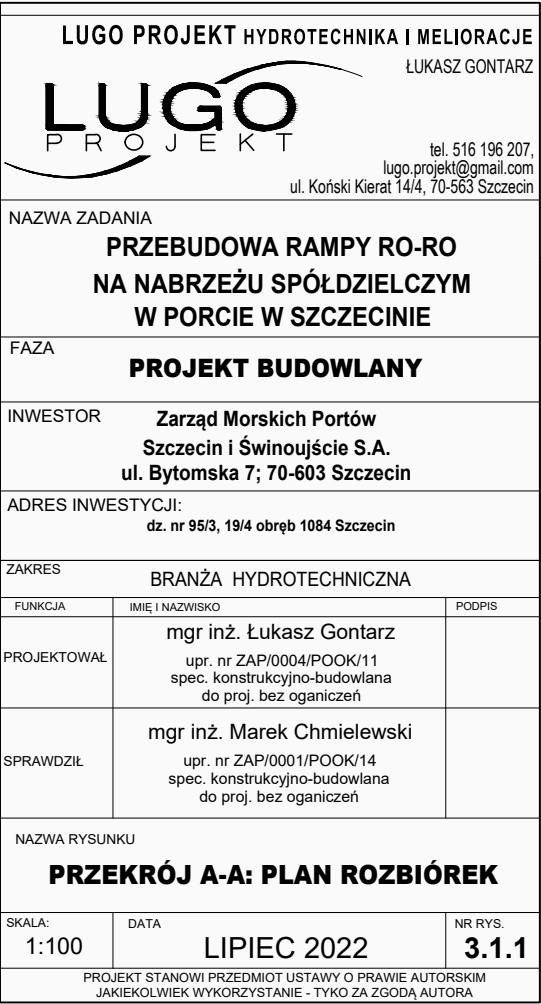 LUGO PROJEKT HYDROTECHNIKA I MELIORACJE
ŁUKASZ GONTARZ
LUGO
PROJEKT
tel. 516 196 207,
lugo.projekt@gmail.com
ul. Koński Kierat 14/4, 70-563 Szczecin
NAZWA ZADANIA
PRZEBUDOWA RAMPY RO-RO
NA NABRZEŻU SPÓŁDZIELCZYM
W PORCIE W SZCZECINIE
FAZA
PROJEKT BUDOWLANY
INWESTOR
Zarząd Morskich Portów
Szczecin i Świnoujście S.A.
ul. Bytomska 7; 70-603 Szczecin
ADRES INWESTYCJI:
dz. nr 95/3, 19/4 obręb 1084 Szczecin
ZAKRES
BRANŻA HYDROTECHNICZNA
FUNKCJA IMIĘ I NAZWISKO PODPIS
PROJEKTOWAŁ
mgr inż. Łukasz Gontarz
upr. nr ZAP/0004/POOK/11
spec. konstrukcyjno-budowlana
do proj. bez oganiczeń
SPRAWDZIŁ
mgr inż. Marek Chmielewski
upr. nr ZAP/0001/POOK/14
spec. konstrukcyjno-budowlana
do proj. bez oganiczeń
NAZWA RYSUNKU
PRZEKRÓJ A-A: PLAN ROZBIÓREK
SKALA: DATA NR RYS.
1:100 LIPIEC 2022 3.1.1
PROJEKT STANOWI PRZEDMIOT USTAWY O PRAWIE AUTORSKIM
JAKIEKOLWIEK WYKORZYSTANIE - TYKO ZA ZGODĄ AUTORA